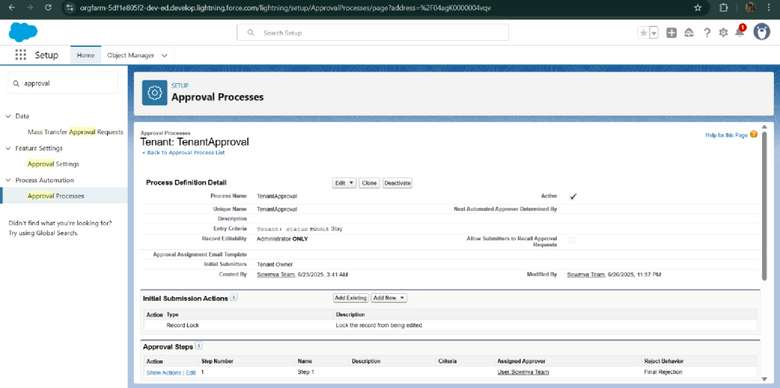 orgfarm-5df1e805f2-dev-ed.develop.lightning.force.com/lightning/setup/ApprovalProcesses/page?address=%2F04agK0000004vqv
Search Setup
Setup
Home
Object Manager
approval
Data
Mass Transfer Approval Requests
Feature Settings
Approval Settings
Process Automation
Approval Processes
Didn't find what you're looking for?
Try using Global Search.
SETUP
Approval Processes
Approval Processes
Tenant: TenantApproval
« Back to Approval Process List
Help for this Page
Process Definition Detail
Edit Clone Deactivate
Process Name TenantApproval Active
Unique Name TenantApproval Next Automated Approver Determined By
Description
Entry Criteria Tenant: status Stay
Record Editability Administrator ONLY Allow Submitters to Recall Approval Requests
Approval Assignment Email Template
Initial Submitters Tenant Owner
Created By Sowmya Team, 6/23/2025, 3:41 AM Modified By Sowmya Team, 6/26/2025, 11:37 PM
Initial Submission Actions Add Existing Add New
Action Type Description
Record Lock Lock the record from being edited
Approval Steps
Action Step Number Name Description Criteria Assigned Approver Reject Behavior
Show Actions | Edit 1 Step 1 User:Sowmya Team Final Rejection